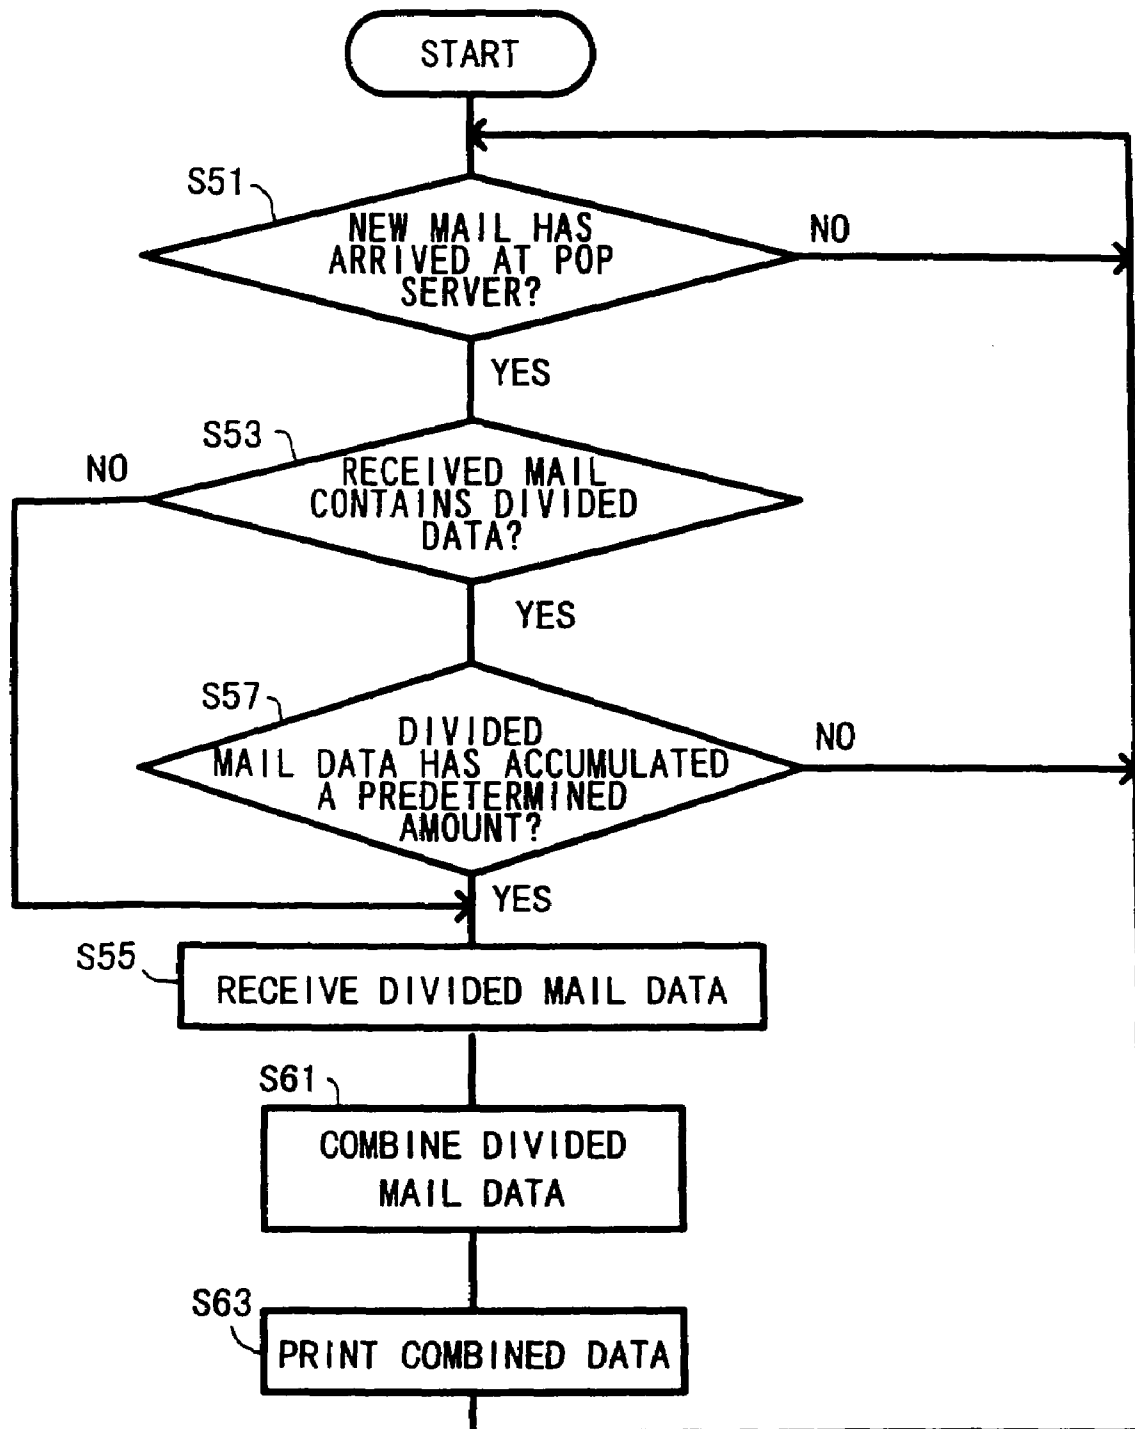 START
S51
NEW MAIL HAS
ARRIVED AT POP
SERVER?
NO
YES
S53
NO
RECEIVED MAIL
CONTAINS DIVIDED
DATA?
YES
S57
DIVIDED
MAIL DATA HAS ACCUMULATED
A PREDETERMINED
AMOUNT?
NO
YES
S55
RECEIVE DIVIDED MAIL DATA
S61
COMBINE DIVIDED
MAIL DATA
S63
PRINT COMBINED DATA